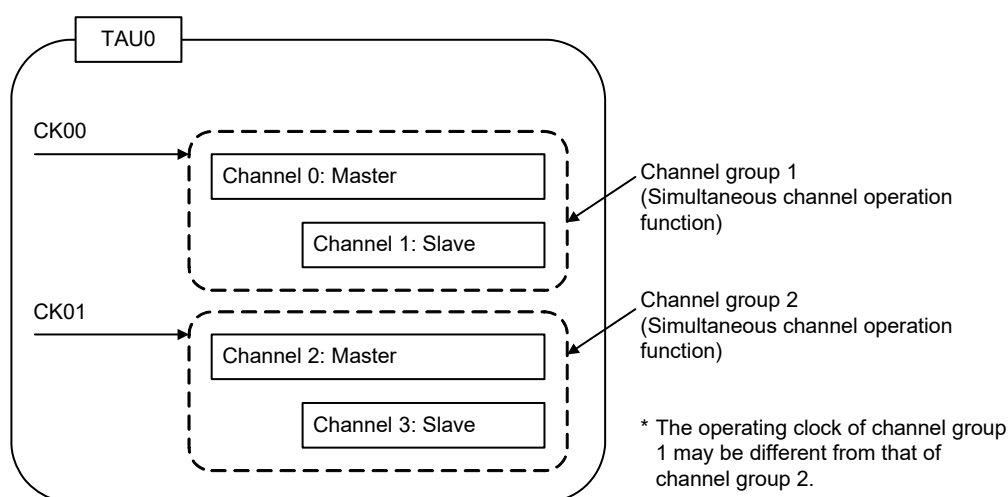 TAU0
CK00
Channel 0: Master
Channel 1: Slave
Channel group 1
(Simultaneous channel operation
function)
CK01
Channel 2: Master
Channel 3: Slave
Channel group 2
(Simultaneous channel operation
function)
* The operating clock of channel group
1 may be different from that of
channel group 2.